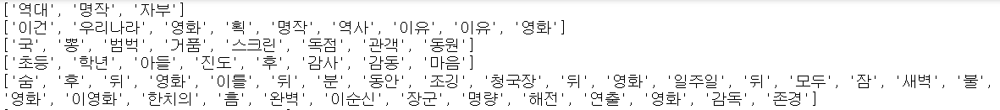 ['역대', '명작', '자부']
['이건', '우리나라', '영화', '획', '명작', '역사', '이유', '이유', '영화']
['국', '뽕', '범벅', '거품', '스크린', '독점', '관객', '동원']
['초등', '학년', '아들', '진도', '후', '감사', '감동', '마음']
['숨', '후', '뒤', '영화', '이틀', '뒤', '분', '동안', '조깅', '청국장', '뒤', '영화', '일주일', '뒤', '모두', '잠', '새벽', '불',
'영화', '이영화', '한치의', '흠', '완벽', '이순신', '장군', '명량', '해전', '연출', '영화', '감독', '존경']